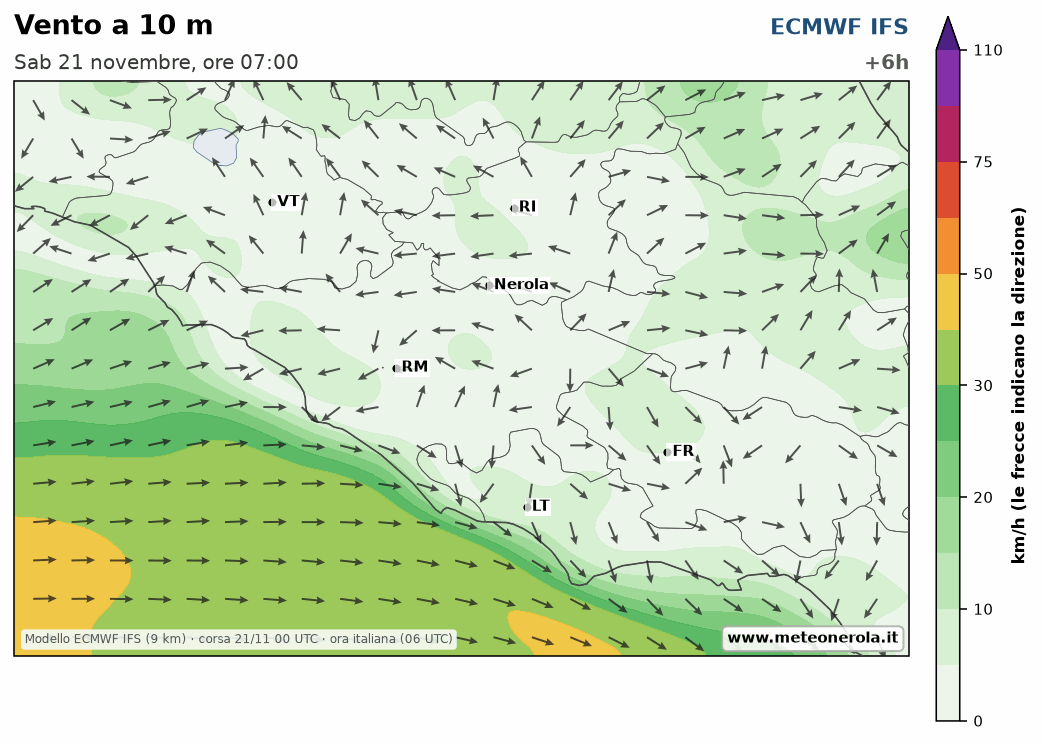 Vento a 10 m
ECMWF IFS
Sab 21 novembre, ore 07:00
+6h
VT
RI
Nerola
RM
FR
LT
Modello ECMWF IFS (9 km) · corsa 21/11 00 UTC · ora italiana (06 UTC)
www.meteonerola.it
110
75
50
30
20
10
0
km/h (le frecce indicano la direzione)